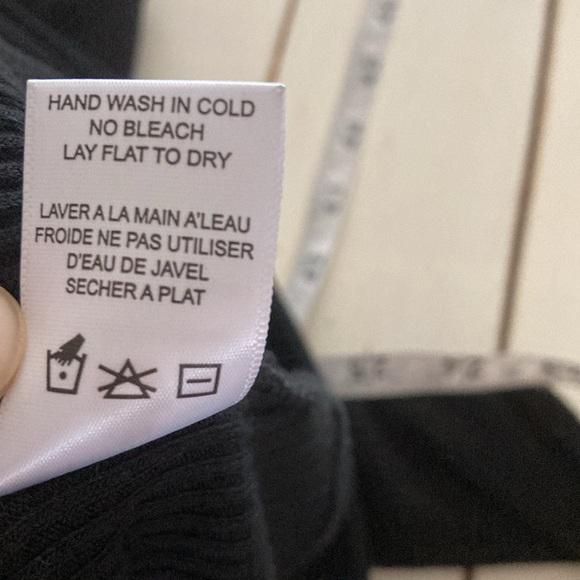 HAND WASH IN COLD
NO BLEACH
LAY FLAT TO DRY
LAVER A LA MAIN A'LEAU
FROIDE NE PAS UTILISER
D'EAU DE JAVEL
SECHER A PLAT